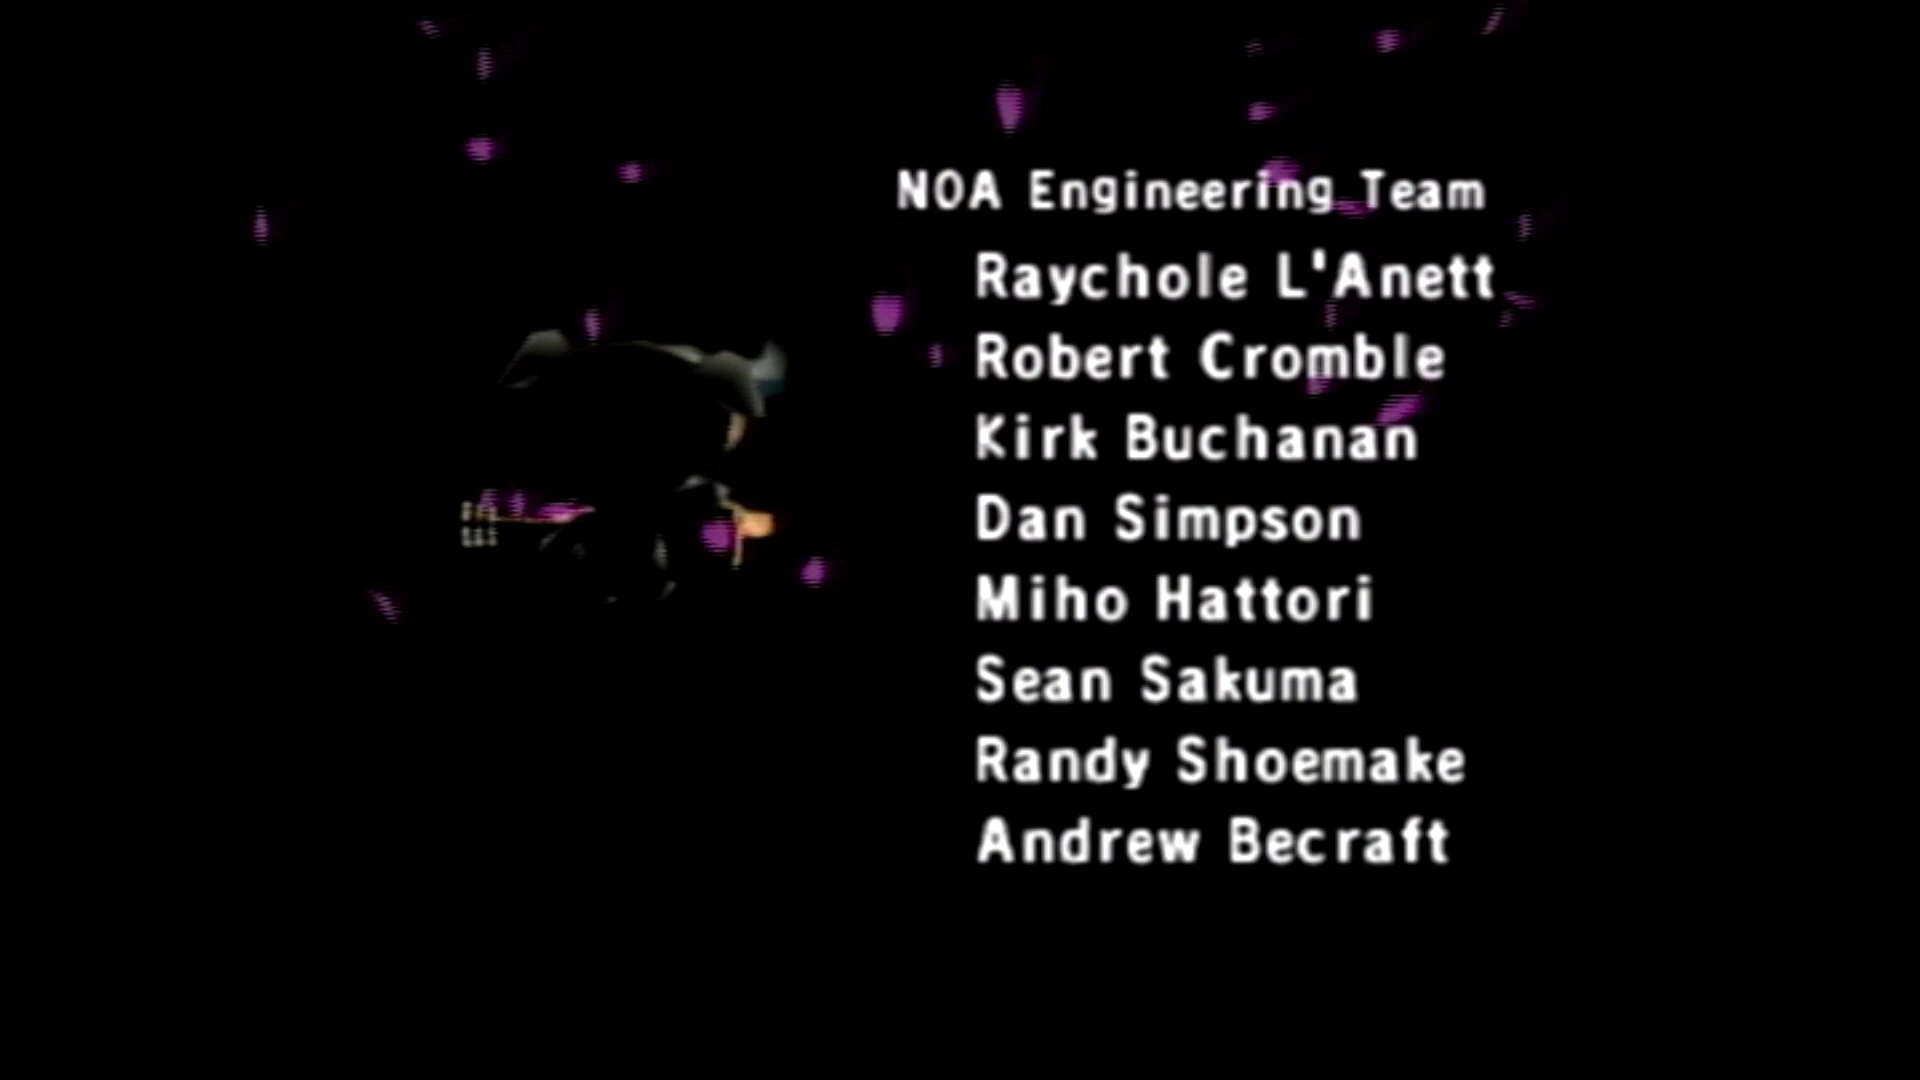 NOA Engineering Team
Raychole L'Anett
Robert Cromble
Kirk Buchanan
Dan Simpson
Miho Hattori
Sean Sakuma
Randy Shoemake
Andrew Becraft